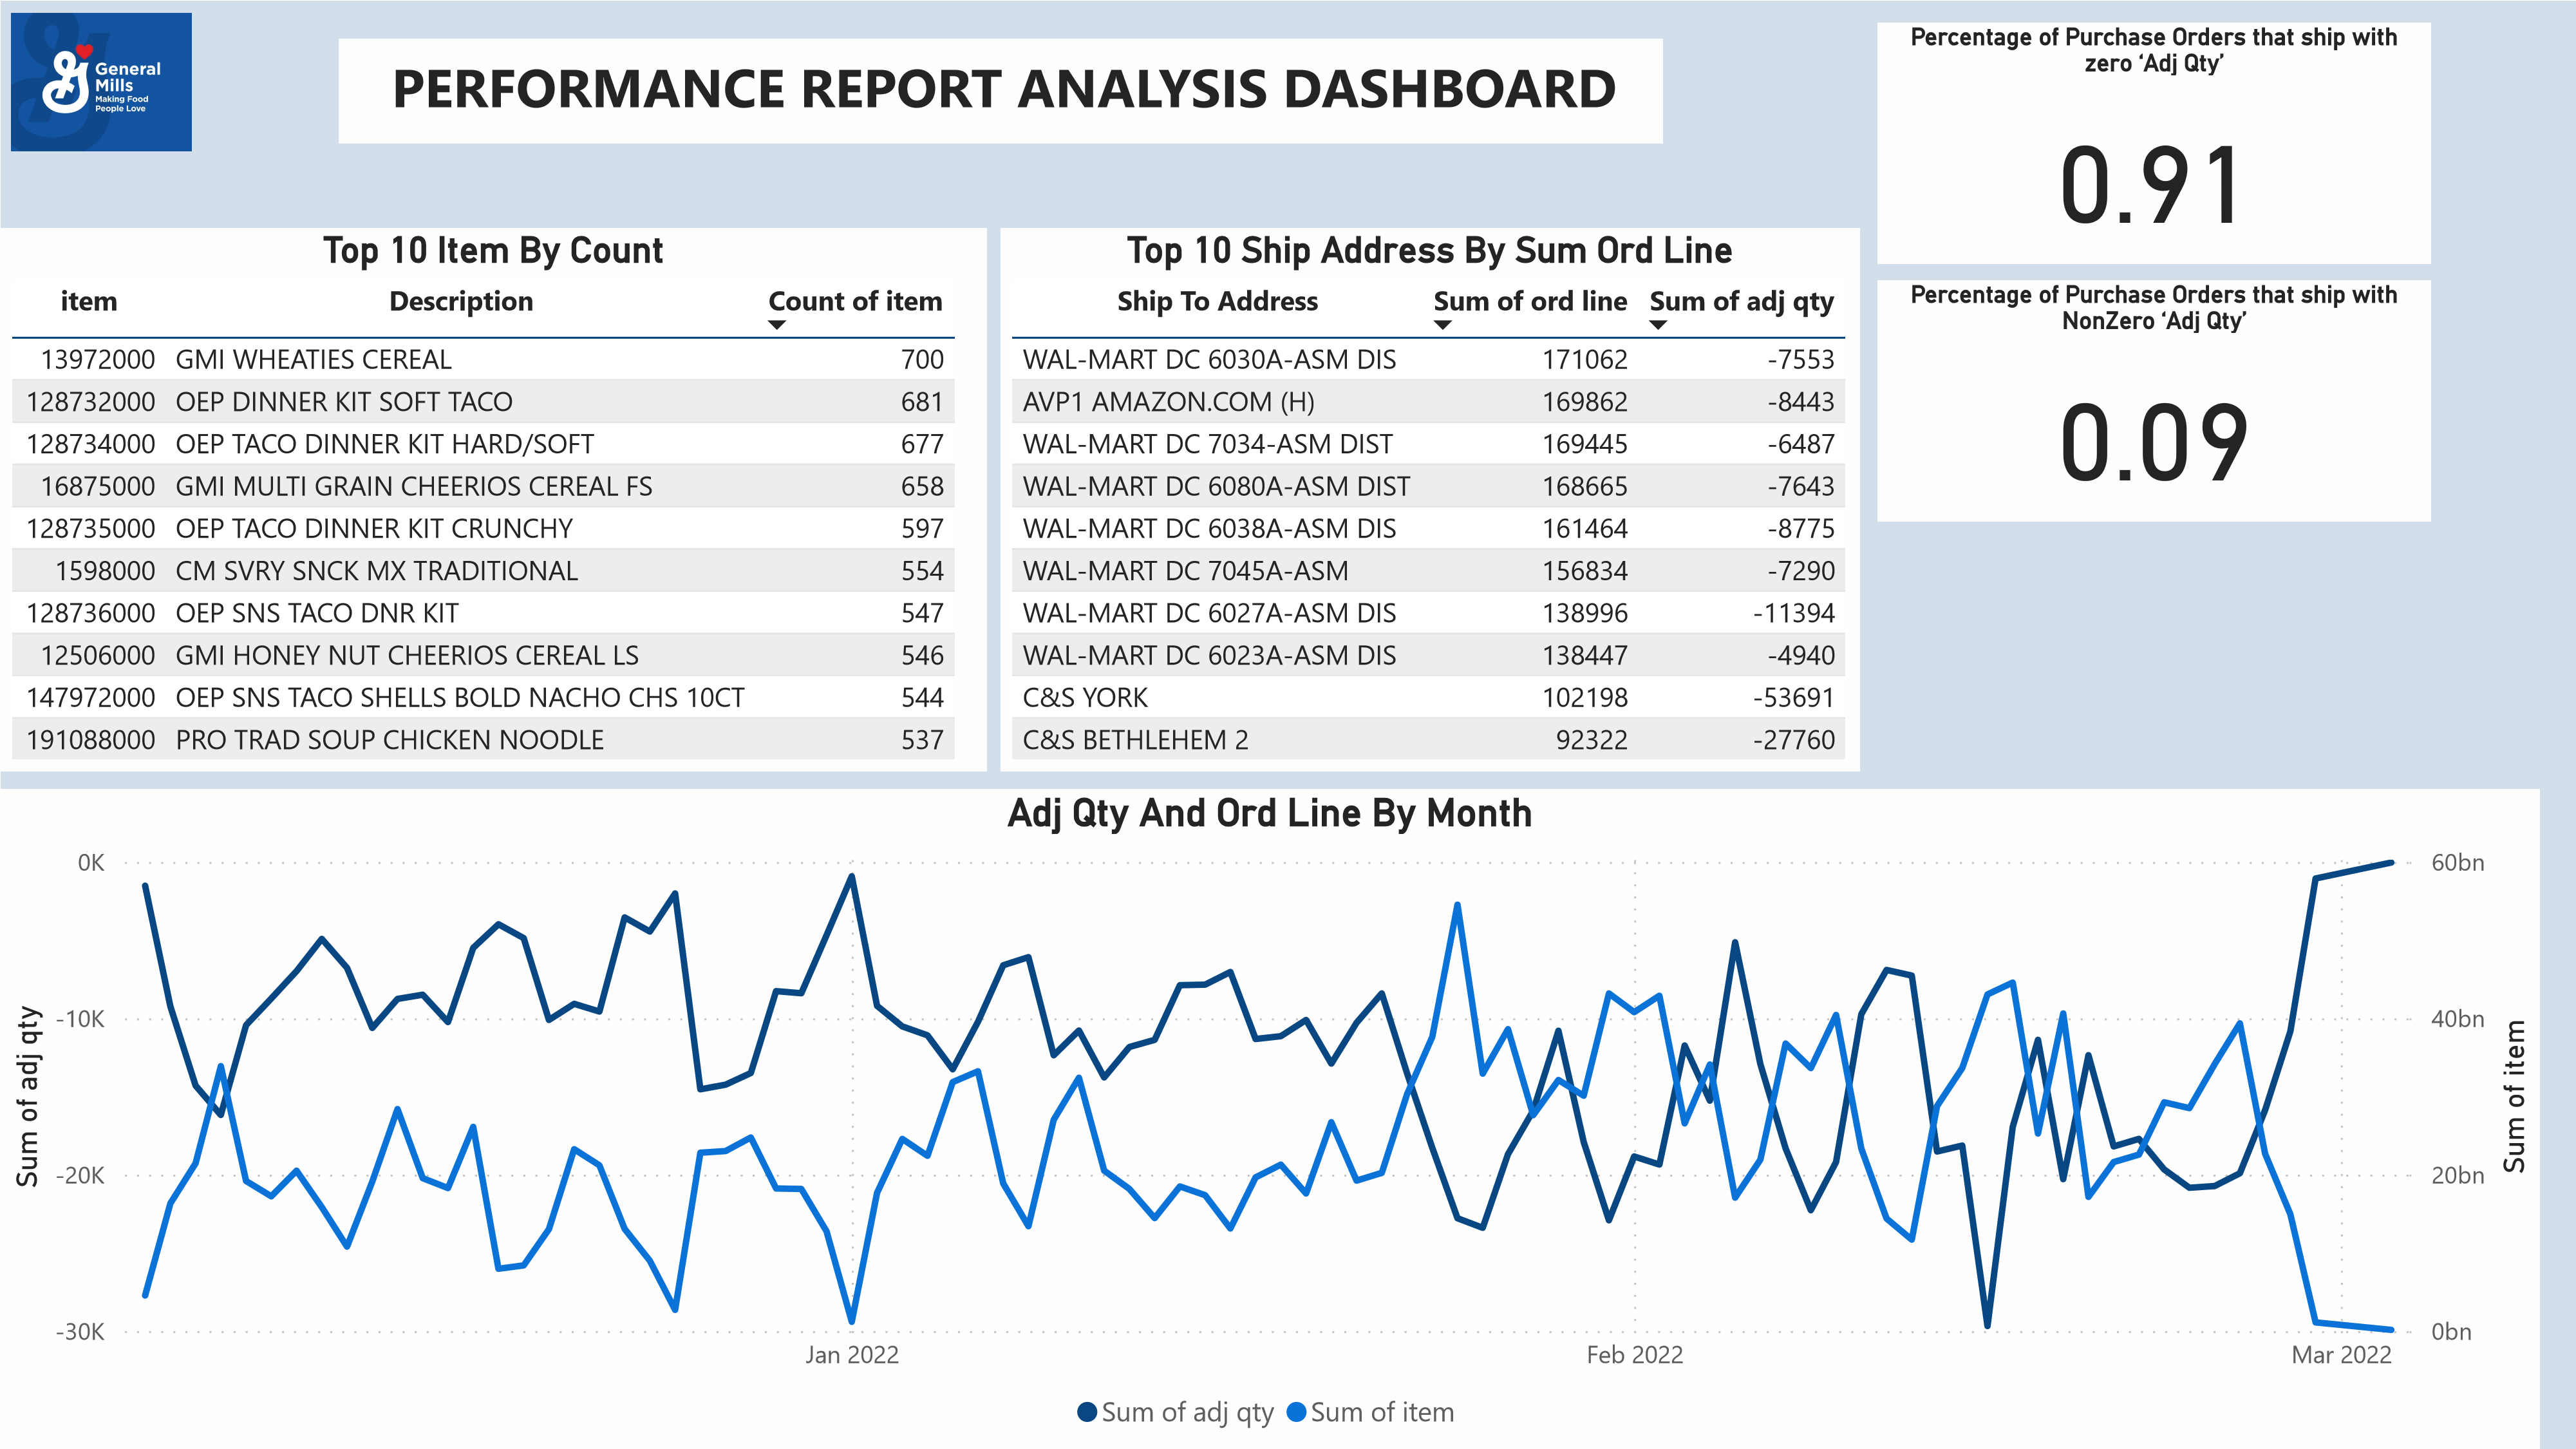 General
Mills
Making Food
People Love
PERFORMANCE REPORT ANALYSIS DASHBOARD
Percentage of Purchase Orders that ship with
zero ‘Adj Qty’
0.91
Percentage of Purchase Orders that ship with
NonZero ‘Adj Qty’
0.09
Top 10 Item By Count
item Description Count of item
13972000 GMI WHEATIES CEREAL 700
128732000 OEP DINNER KIT SOFT TACO 681
128734000 OEP TACO DINNER KIT HARD/SOFT 677
16875000 GMI MULTI GRAIN CHEERIOS CEREAL FS 658
128735000 OEP TACO DINNER KIT CRUNCHY 597
1598000 CM SVRY SNCK MX TRADITIONAL 554
128736000 OEP SNS TACO DNR KIT 547
12506000 GMI HONEY NUT CHEERIOS CEREAL LS 546
147972000 OEP SNS TACO SHELLS BOLD NACHO CHS 10CT 544
191088000 PRO TRAD SOUP CHICKEN NOODLE 537
Top 10 Ship Address By Sum Ord Line
Ship To Address Sum of ord line Sum of adj qty
WAL-MART DC 6030A-ASM DIS 171062 -7553
AVP1 AMAZON.COM (H) 169862 -8443
WAL-MART DC 7034-ASM DIST 169445 -6487
WAL-MART DC 6080A-ASM DIST 168665 -7643
WAL-MART DC 6038A-ASM DIS 161464 -8775
WAL-MART DC 7045A-ASM 156834 -7290
WAL-MART DC 6027A-ASM DIS 138996 -11394
WAL-MART DC 6023A-ASM DIS 138447 -4940
C&S YORK 102198 -53691
C&S BETHLEHEM 2 92322 -27760
Adj Qty And Ord Line By Month
Sum of adj qty
0K
-10K
-20K
-30K
60bn
40bn
20bn
0bn
Sum of item
Jan 2022 Feb 2022 Mar 2022
Sum of adj qty Sum of item